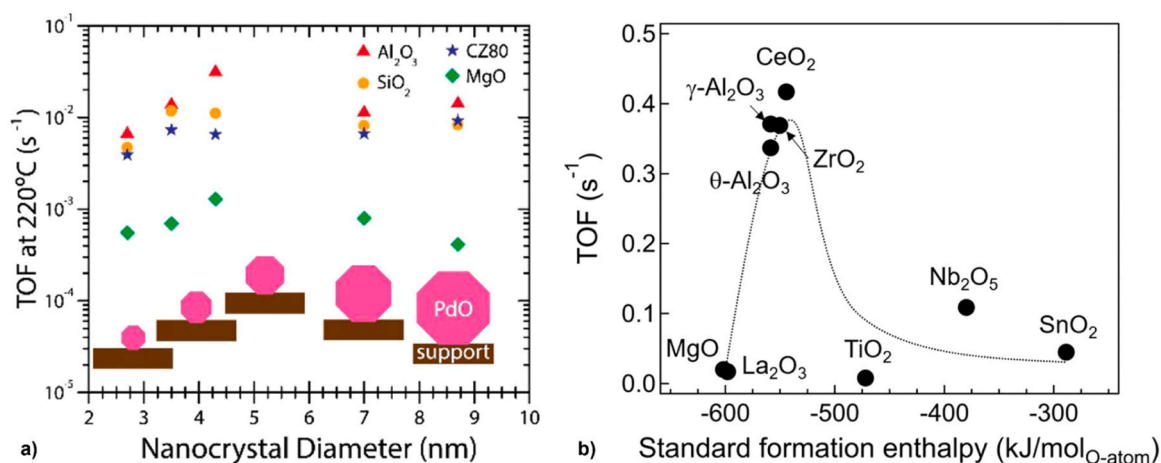 10⁻¹
10⁻²
10⁻³
10⁻⁴
10⁻⁵
TOF at 220ºC (s⁻¹)
Al₂O₃
SiO₂
CZ80
MgO
PdO
support
2 3 4 5 6 7 8 9 10
a) Nanocrystal Diameter (nm)
0.5
0.4
0.3
0.2
0.1
0.0
TOF (s⁻¹)
CeO₂
γ-Al₂O₃
ZrO₂
θ-Al₂O₃
Nb₂O₅
SnO₂
MgO
La₂O₃
TiO₂
-600 -500 -400 -300
b) Standard formation enthalpy (kJ/mol_O-atom)